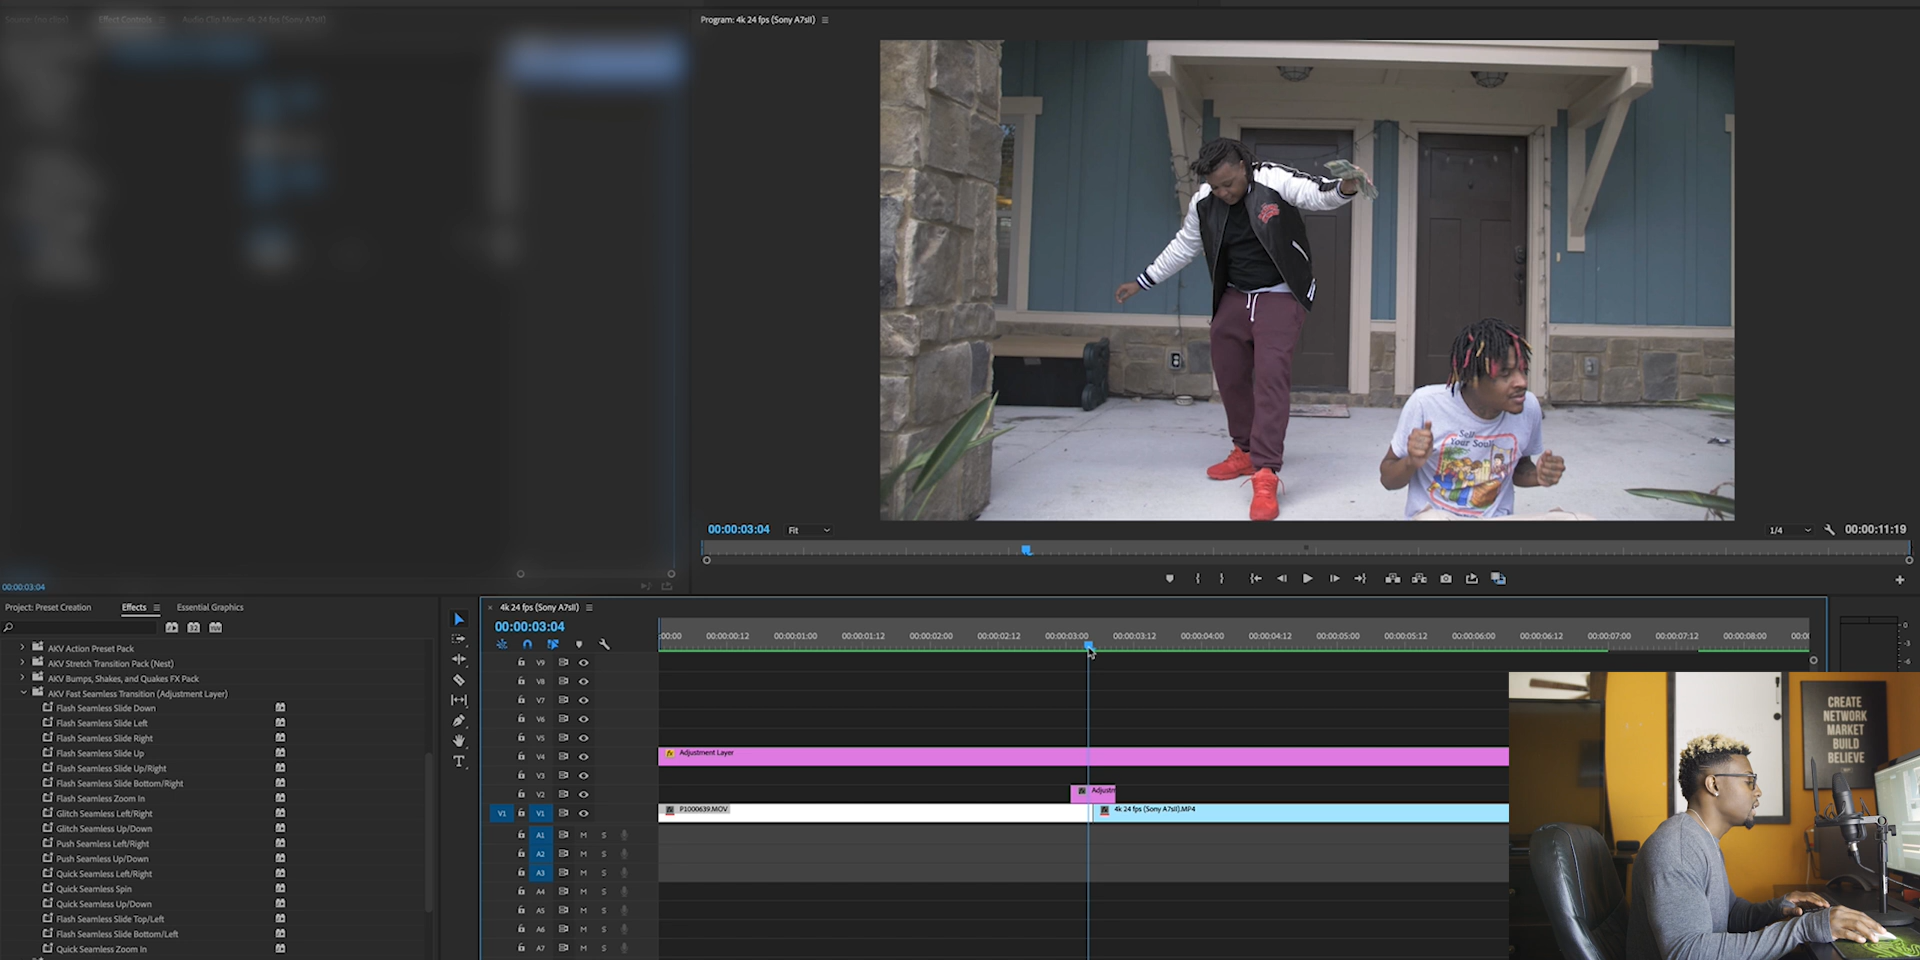 Source: (no clips)
Effect Controls
Audio Clip Mixer: 4k 24 fps (Sony A7sII)
Program: 4k 24 fps (Sony A7sII)
Sell
Your Soul
00:00:03:04
Fit
1/4
00:00:11:19
00:00:03:04
Project: Preset Creation
Effects
Essential Graphics
AKV Action Preset Pack
AKV Stretch Transition Pack (Nest)
AKV Bumps, Shakes, and Quakes FX Pack
AKV Fast Seamless Transition (Adjustment Layer)
Flash Seamless Slide Down
Flash Seamless Slide Left
Flash Seamless Slide Right
Flash Seamless Slide Up
Flash Seamless Slide Up/Right
Flash Seamless Slide Bottom/Right
Flash Seamless Zoom In
Glitch Seamless Left/Right
Glitch Seamless Up/Down
Push Seamless Left/Right
Push Seamless Up/Down
Quick Seamless Left/Right
Quick Seamless Spin
Quick Seamless Up/Down
Flash Seamless Slide Top/Left
Flash Seamless Slide Bottom/Left
Quick Seamless Zoom In
4k 24 fps (Sony A7sII)
00:00:03:04
:00:00
00:00:00:12
00:00:01:00
00:00:01:12
00:00:02:00
00:00:02:12
00:00:03:00
00:00:03:12
00:00:04:00
00:00:04:12
00:00:05:00
00:00:05:12
00:00:06:00
00:00:06:12
00:00:07:00
00:00:07:12
00:00:08:00
00:00
V9
V8
V7
V6
V5
V4
Adjustment Layer
V3
V2
Adjustm
V1
V1
P1000639.MOV
4k 24 fps (Sony A7sII).MP4
A1 M S
A2 M S
A3 M S
A4 M S
A5 M S
A6 M S
A7 M S
0
-3
-6
CREATE
NETWORK
MARKET
BUILD
BELIEVE